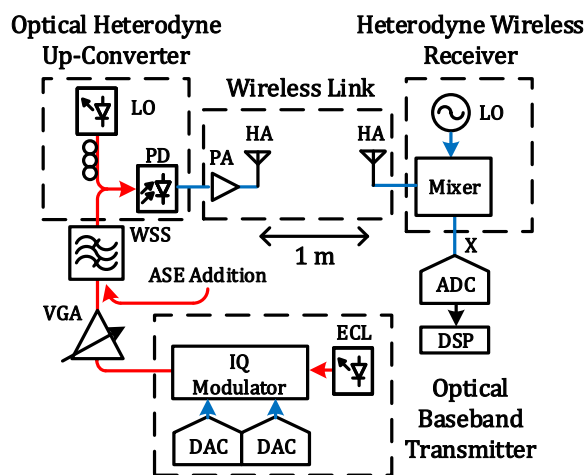 Optical Heterodyne
Up-Converter
Heterodyne Wireless
Receiver
Wireless Link
LO
PD
PA
HA
HA
LO
Mixer
1 m
X
ADC
DSP
WSS
ASE Addition
VGA
IQ
Modulator
ECL
DAC
DAC
Optical
Baseband
Transmitter